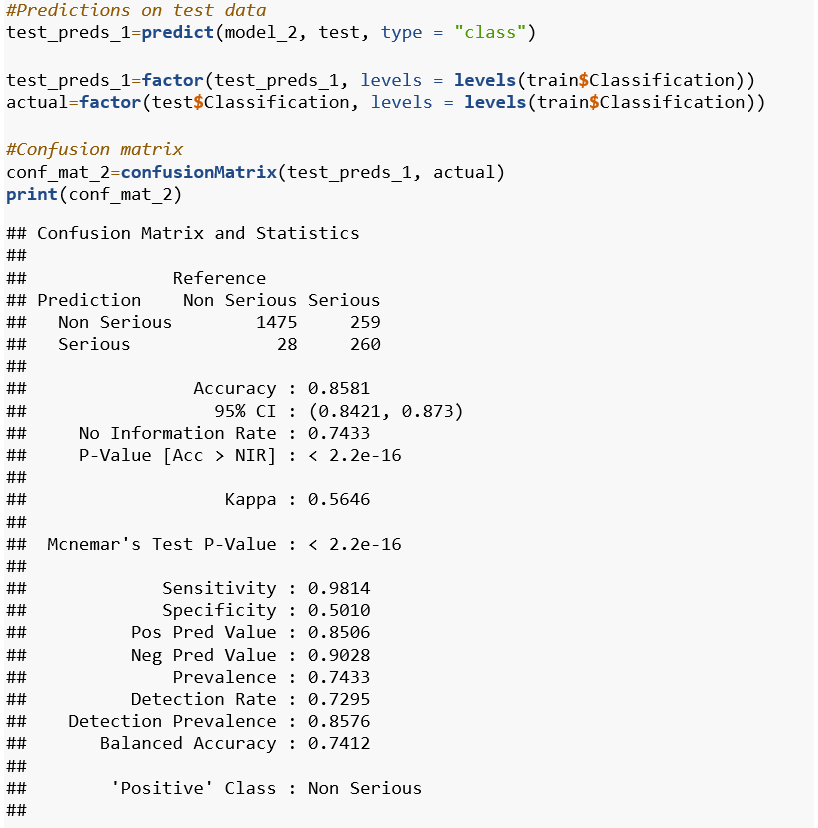 #Predictions on test data
test_preds_1=predict(model_2, test, type = "class")
test_preds_1=factor(test_preds_1, levels = levels(train$Classification))
actual=factor(test$Classification, levels = levels(train$Classification))
#Confusion matrix
conf_mat_2=confusionMatrix(test_preds_1, actual)
print(conf_mat_2)
## Confusion Matrix and Statistics
##
##              Reference
## Prediction    Non Serious Serious
##   Non Serious        1475     259
##   Serious              28     260
##
##                Accuracy : 0.8581
##                  95% CI : (0.8421, 0.873)
##     No Information Rate : 0.7433
##     P-Value [Acc > NIR] : < 2.2e-16
##
##                   Kappa : 0.5646
##
##  Mcnemar's Test P-Value : < 2.2e-16
##
##             Sensitivity : 0.9814
##             Specificity : 0.5010
##          Pos Pred Value : 0.8506
##          Neg Pred Value : 0.9028
##              Prevalence : 0.7433
##          Detection Rate : 0.7295
##    Detection Prevalence : 0.8576
##       Balanced Accuracy : 0.7412
##
##        'Positive' Class : Non Serious
##